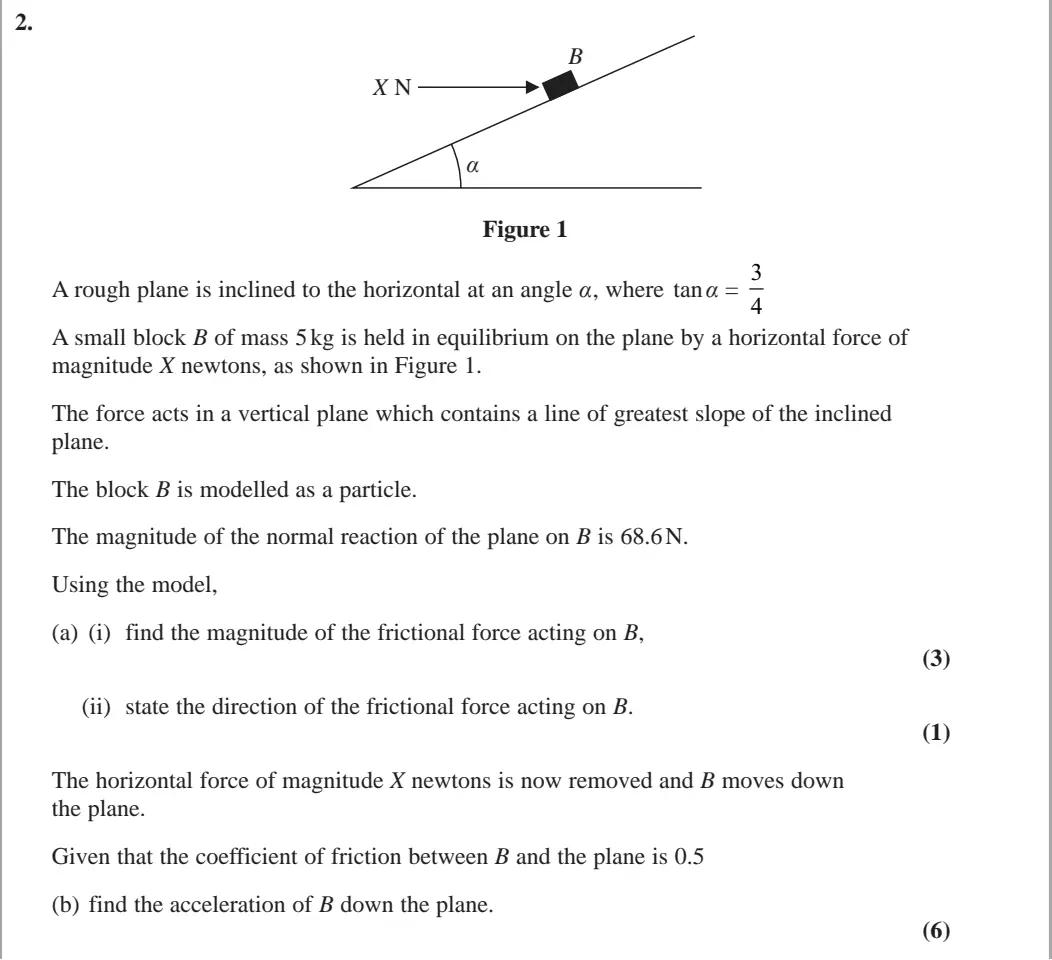 2.
B
X N
α
Figure 1
A rough plane is inclined to the horizontal at an angle α, where tan α = 3/4
A small block B of mass 5 kg is held in equilibrium on the plane by a horizontal force of
magnitude X newtons, as shown in Figure 1.
The force acts in a vertical plane which contains a line of greatest slope of the inclined
plane.
The block B is modelled as a particle.
The magnitude of the normal reaction of the plane on B is 68.6 N.
Using the model,
(a) (i) find the magnitude of the frictional force acting on B,
(3)
(ii) state the direction of the frictional force acting on B.
(1)
The horizontal force of magnitude X newtons is now removed and B moves down
the plane.
Given that the coefficient of friction between B and the plane is 0.5
(b) find the acceleration of B down the plane.
(6)